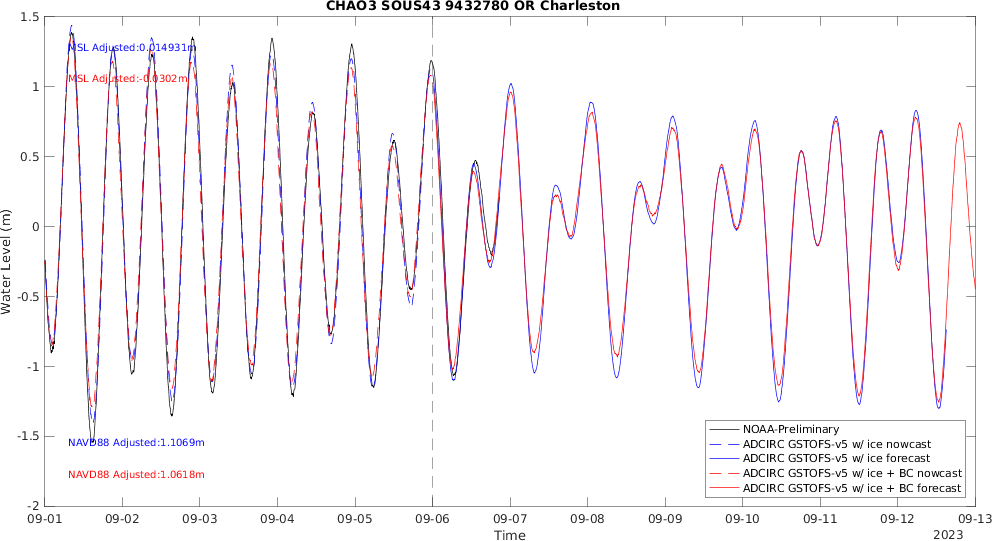 CHAO3 SOUS43 9432780 OR Charleston
1.5
1
0.5
0
-0.5
-1
-1.5
-2
Water Level (m)
MSL Adjusted:0.014931m
MSL Adjusted:-0.0302m
NAVD88 Adjusted:1.1069m
NAVD88 Adjusted:1.0618m
NOAA-Preliminary
ADCIRC GSTOFS-v5 w/ ice nowcast
ADCIRC GSTOFS-v5 w/ ice forecast
ADCIRC GSTOFS-v5 w/ ice + BC nowcast
ADCIRC GSTOFS-v5 w/ ice + BC forecast
09-01 09-02 09-03 09-04 09-05 09-06 09-07 09-08 09-09 09-10 09-11 09-12 09-13
Time
2023